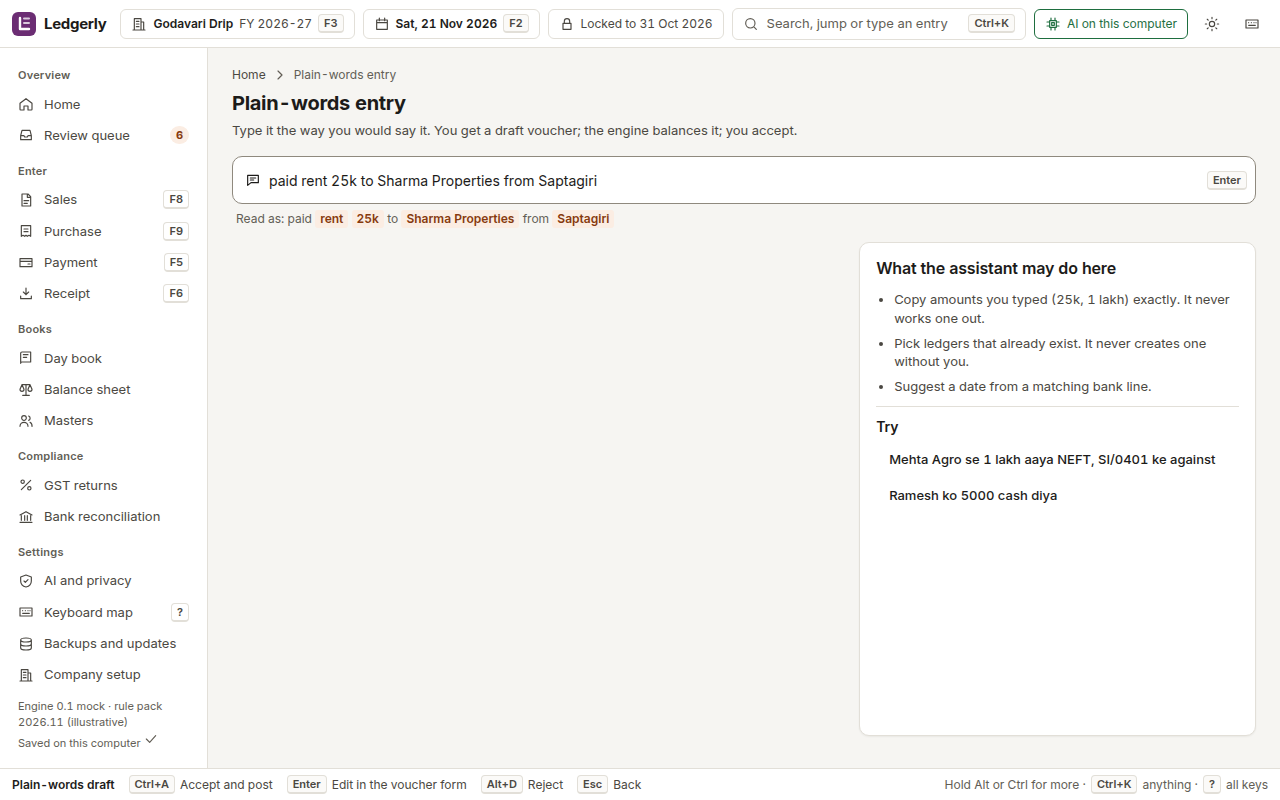 Ledgerly
Godavari Drip FY 2026-27 F3
Sat, 21 Nov 2026 F2
Locked to 31 Oct 2026
Search, jump or type an entry Ctrl+K
AI on this computer
Overview
Home
Review queue 6
Enter
Sales F8
Purchase F9
Payment F5
Receipt F6
Books
Day book
Balance sheet
Masters
Compliance
GST returns
Bank reconciliation
Settings
AI and privacy
Keyboard map ?
Backups and updates
Company setup
Engine 0.1 mock · rule pack
2026.11 (illustrative)
Saved on this computer
Home > Plain-words entry
Plain-words entry
Type it the way you would say it. You get a draft voucher; the engine balances it; you accept.
paid rent 25k to Sharma Properties from Saptagiri Enter
Read as: paid rent 25k to Sharma Properties from Saptagiri
What the assistant may do here
• Copy amounts you typed (25k, 1 lakh) exactly. It never
works one out.
• Pick ledgers that already exist. It never creates one
without you.
• Suggest a date from a matching bank line.
Try
Mehta Agro se 1 lakh aaya NEFT, SI/0401 ke against
Ramesh ko 5000 cash diya
Plain-words draft Ctrl+A Accept and post Enter Edit in the voucher form Alt+D Reject Esc Back
Hold Alt or Ctrl for more · Ctrl+K anything · ? all keys